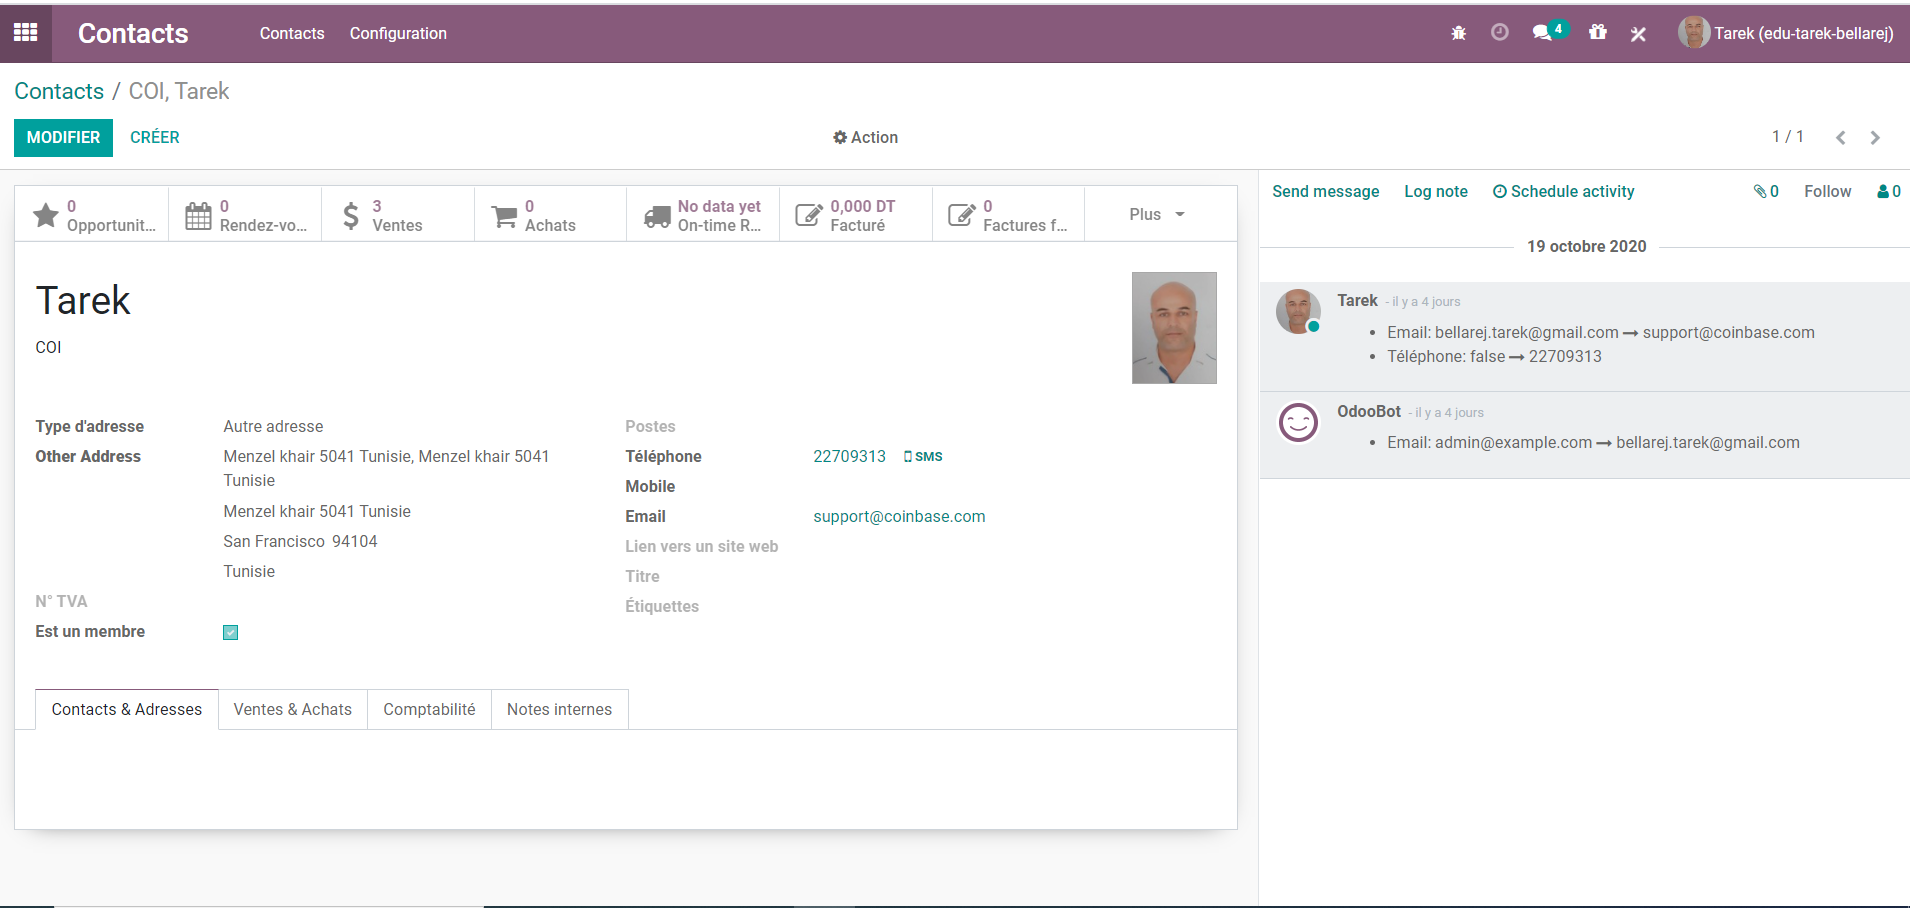 Contacts Contacts Configuration 4 Tarek (edu-tarek-bellarej)
Contacts / COI, Tarek
MODIFIER CRÉER Action 1 / 1
0 Opportunit...
0 Rendez-vo...
3 Ventes
0 Achats
No data yet On-time R...
0,000 DT Facturé
0 Factures f...
Plus
Send message Log note Schedule activity 0 Follow 0
19 octobre 2020
Tarek
COI
Type d'adresse Autre adresse
Other Address Menzel khair 5041 Tunisie, Menzel khair 5041
Tunisie
Menzel khair 5041 Tunisie
San Francisco 94104
Tunisie
N° TVA
Est un membre
Postes
Téléphone 22709313 SMS
Mobile
Email support@coinbase.com
Lien vers un site web
Titre
Étiquettes
Contacts & Adresses Ventes & Achats Comptabilité Notes internes
Tarek - il y a 4 jours
• Email: bellarej.tarek@gmail.com → support@coinbase.com
• Téléphone: false → 22709313
OdooBot - il y a 4 jours
• Email: admin@example.com → bellarej.tarek@gmail.com